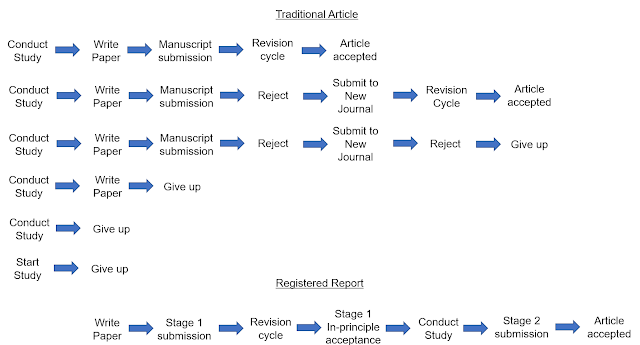 Traditional Article
Conduct Study Write Paper Manuscript submission Revision cycle Article accepted
Conduct Study Write Paper Manuscript submission Reject Submit to New Journal Revision Cycle Article accepted
Conduct Study Write Paper Manuscript submission Reject Submit to New Journal Reject Give up
Conduct Study Write Paper Give up
Conduct Study Give up
Start Study Give up
Registered Report
Write Paper Stage 1 submission Revision cycle Stage 1 In-principle acceptance Conduct Study Stage 2 submission Article accepted